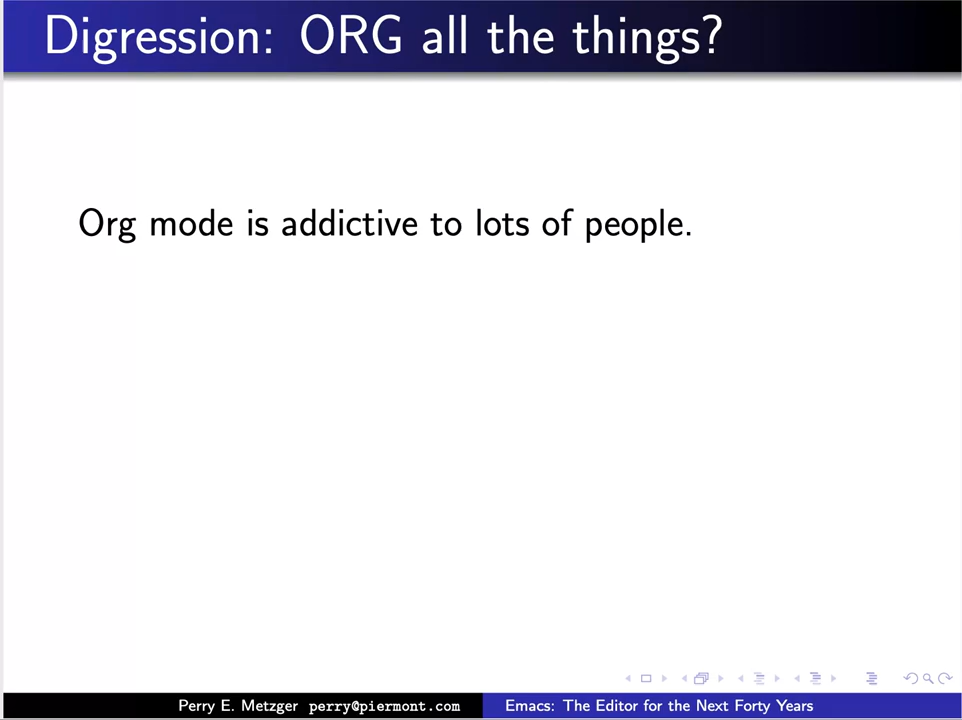 Digression: ORG all the things?
Org mode is addictive to lots of people.
Perry E. Metzger perry@piermont.com
Emacs: The Editor for the Next Forty Years